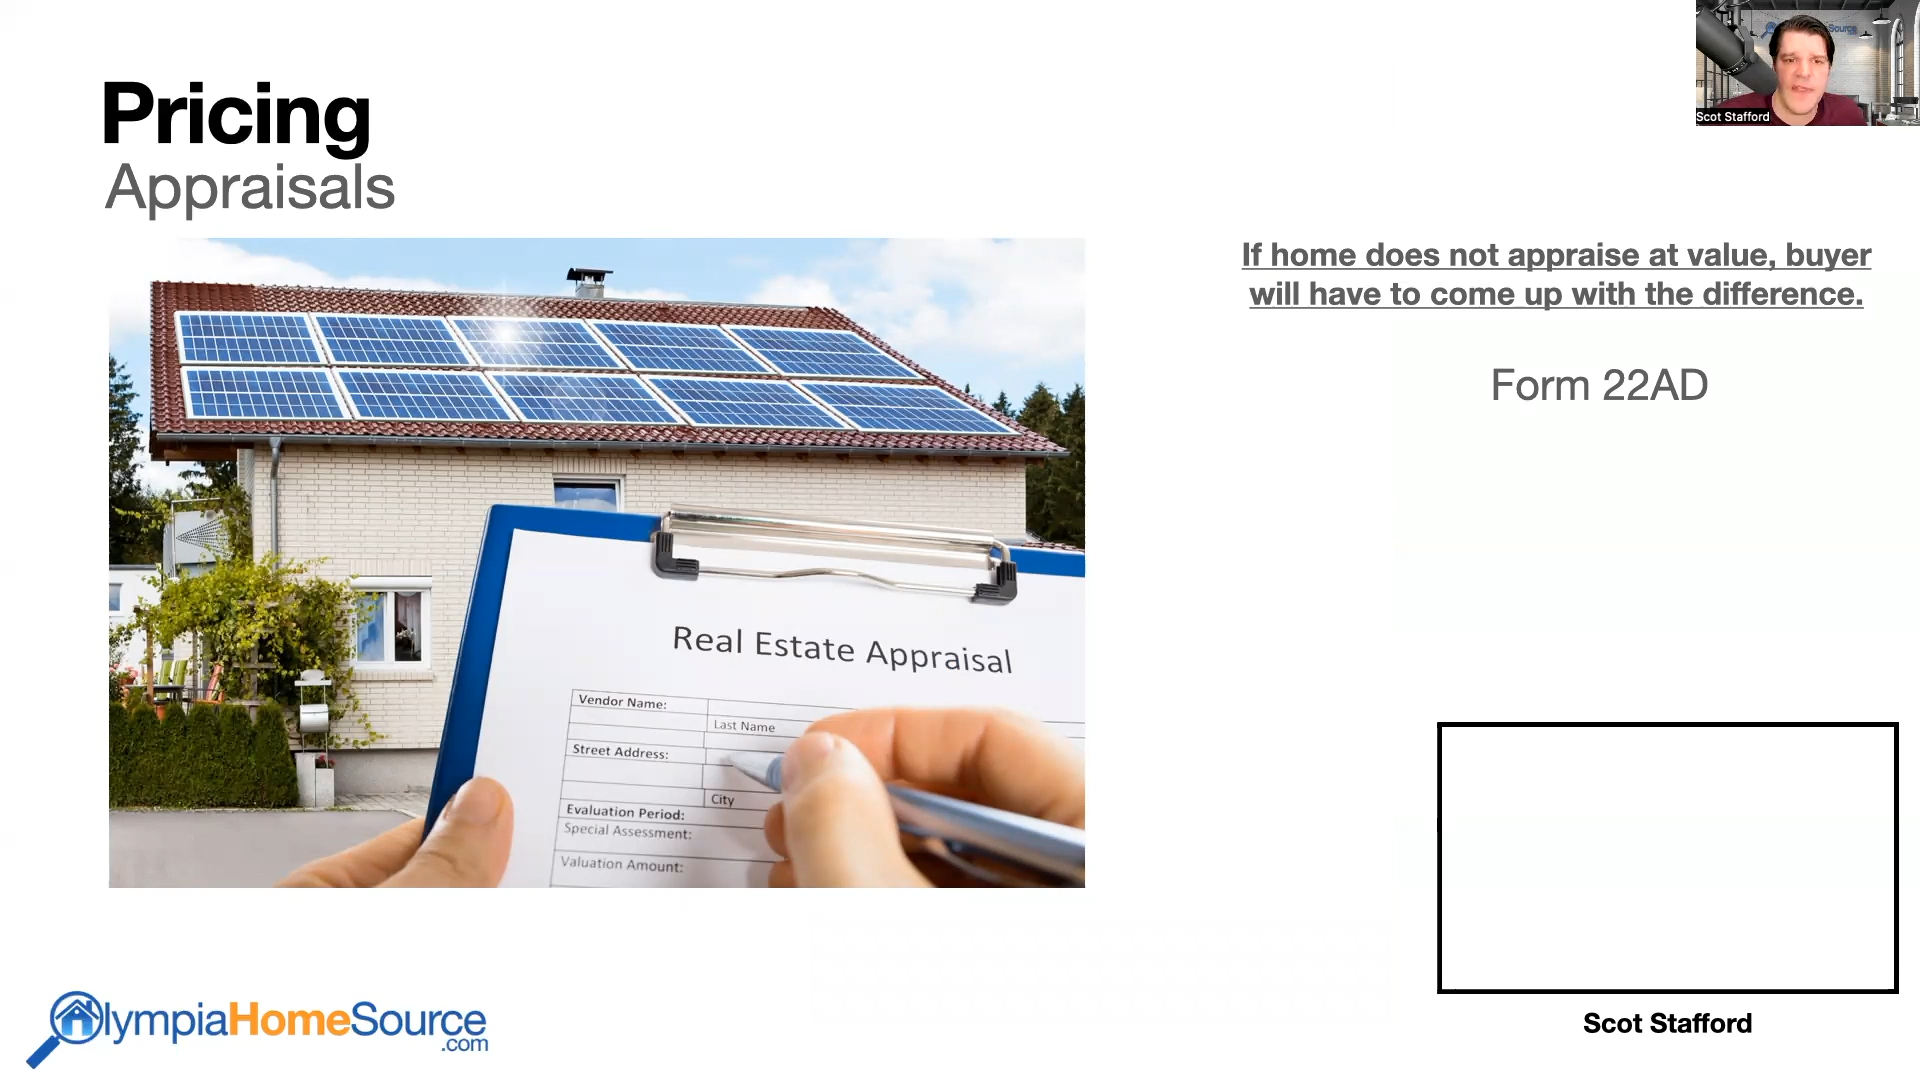 Pricing
Appraisals
Source
Scot Stafford
If home does not appraise at value, buyer
will have to come up with the difference.
Form 22AD
Real Estate Appraisal
Vendor Name:
Last Name
Street Address:
City
Evaluation Period:
Special Assessment:
Valuation Amount:
OlympiaHomeSource
.com
Scot Stafford